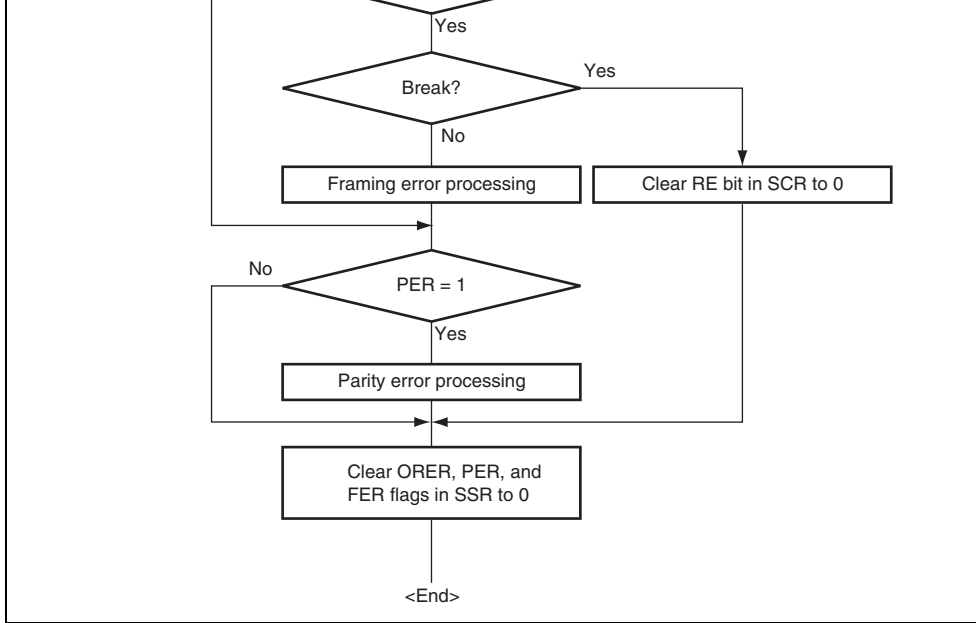 Yes
Break?
Yes
No
Framing error processing
Clear RE bit in SCR to 0
No
PER = 1
Yes
Parity error processing
Clear ORER, PER, and
FER flags in SSR to 0
<End>